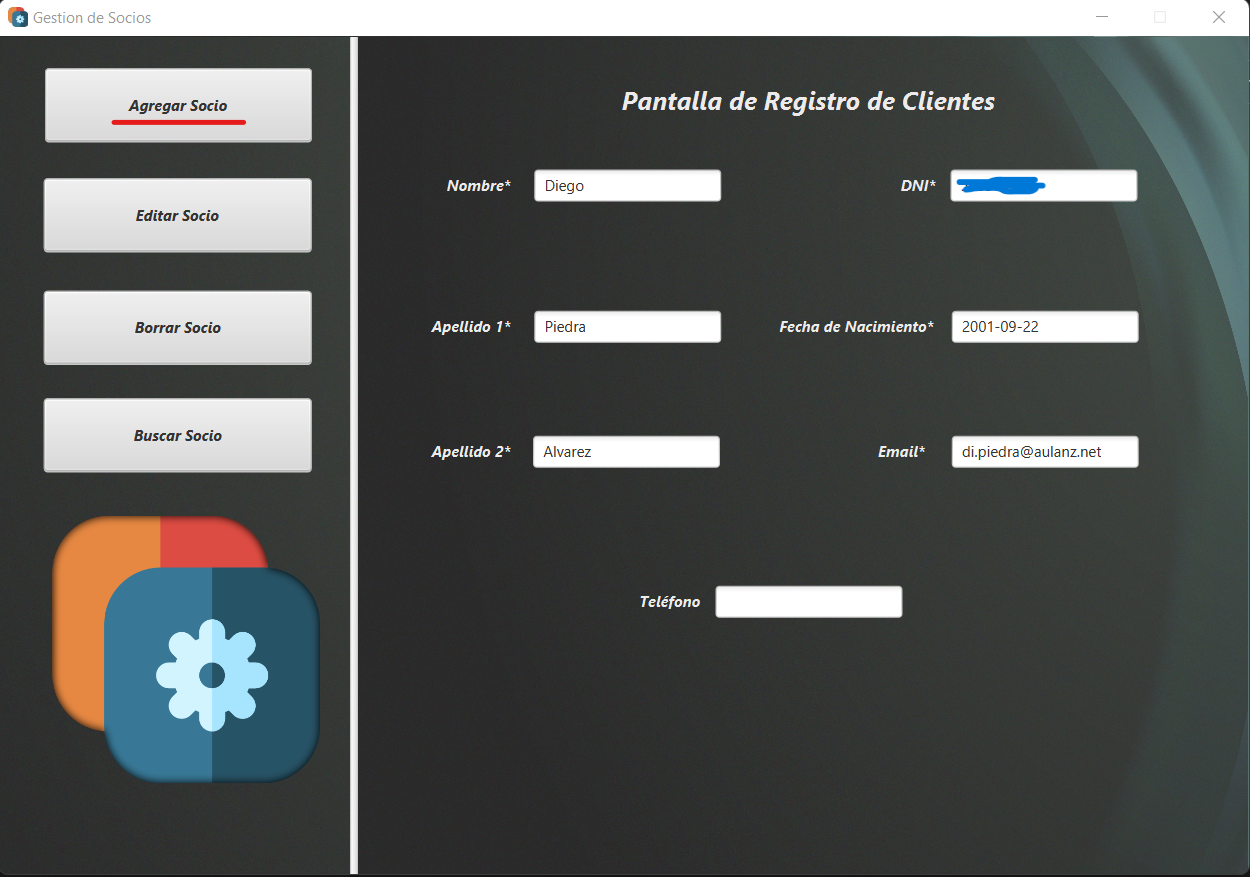 Gestion de Socios
Agregar Socio
Editar Socio
Borrar Socio
Buscar Socio
Pantalla de Registro de Clientes
Nombre* Diego DNI*
Apellido 1* Piedra Fecha de Nacimiento* 2001-09-22
Apellido 2* Alvarez Email* di.piedra@aulanz.net
Teléfono